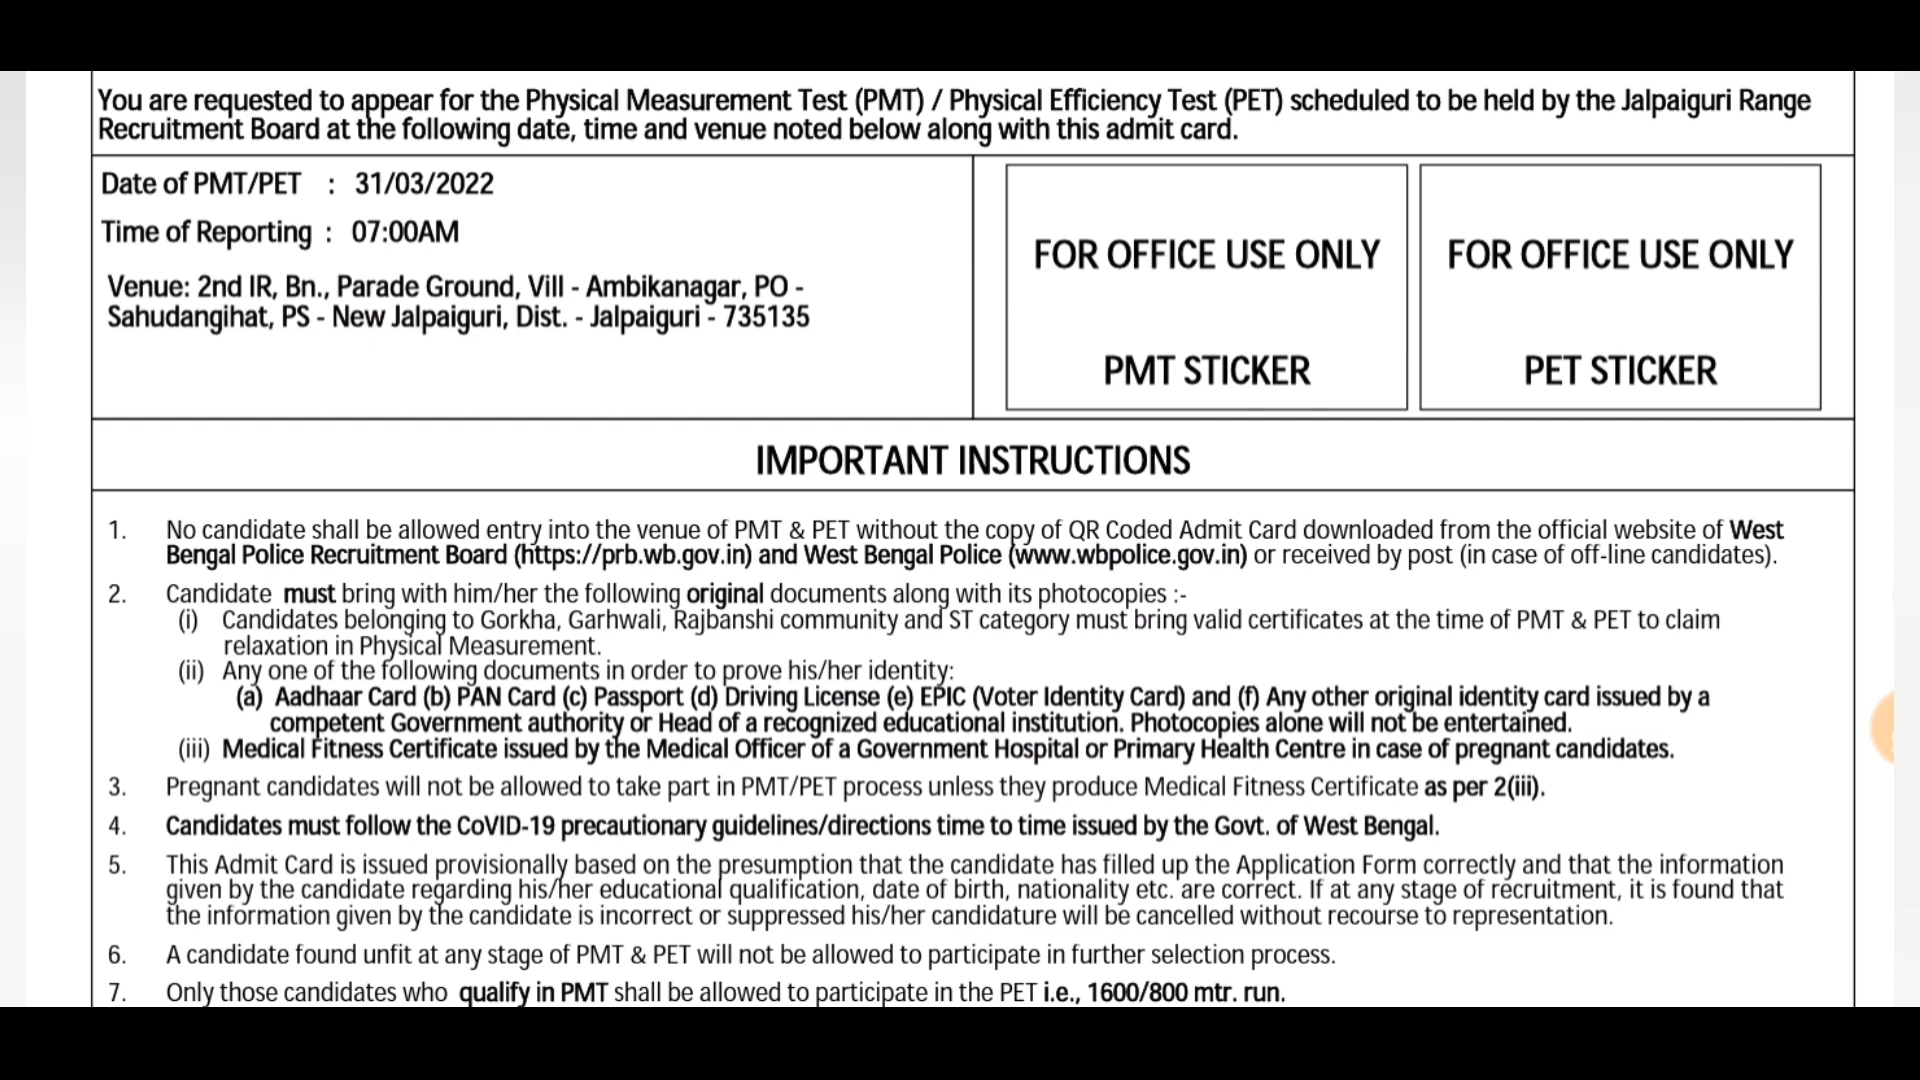 You are requested to appear for the Physical Measurement Test (PMT) / Physical Efficiency Test (PET) scheduled to be held by the Jalpaiguri Range
Recruitment Board at the following date, time and venue noted below along with this admit card.
Date of PMT/PET : 31/03/2022
Time of Reporting : 07:00AM
Venue: 2nd IR, Bn., Parade Ground, Vill - Ambikanagar, PO -
Sahudangihat, PS - New Jalpaiguri, Dist. - Jalpaiguri - 735135
FOR OFFICE USE ONLY
PMT STICKER
FOR OFFICE USE ONLY
PET STICKER
IMPORTANT INSTRUCTIONS
1. No candidate shall be allowed entry into the venue of PMT & PET without the copy of QR Coded Admit Card downloaded from the official website of West
Bengal Police Recruitment Board (https://prb.wb.gov.in) and West Bengal Police (www.wbpolice.gov.in) or received by post (in case of off-line candidates).
2. Candidate must bring with him/her the following original documents along with its photocopies :-
(i) Candidates belonging to Gorkha, Garhwali, Rajbanshi community and ST category must bring valid certificates at the time of PMT & PET to claim
relaxation in Physical Measurement.
(ii) Any one of the following documents in order to prove his/her identity:
(a) Aadhaar Card (b) PAN Card (c) Passport (d) Driving License (e) EPIC (Voter Identity Card) and (f) Any other original identity card issued by a
competent Government authority or Head of a recognized educational institution. Photocopies alone will not be entertained.
(iii) Medical Fitness Certificate issued by the Medical Officer of a Government Hospital or Primary Health Centre in case of pregnant candidates.
3. Pregnant candidates will not be allowed to take part in PMT/PET process unless they produce Medical Fitness Certificate as per 2(iii).
4. Candidates must follow the CoVID-19 precautionary guidelines/directions time to time issued by the Govt. of West Bengal.
5. This Admit Card is issued provisionally based on the presumption that the candidate has filled up the Application Form correctly and that the information
given by the candidate regarding his/her educational qualification, date of birth, nationality etc. are correct. If at any stage of recruitment, it is found that
the information given by the candidate is incorrect or suppressed his/her candidature will be cancelled without recourse to representation.
6. A candidate found unfit at any stage of PMT & PET will not be allowed to participate in further selection process.
7. Only those candidates who qualify in PMT shall be allowed to participate in the PET i.e., 1600/800 mtr. run.